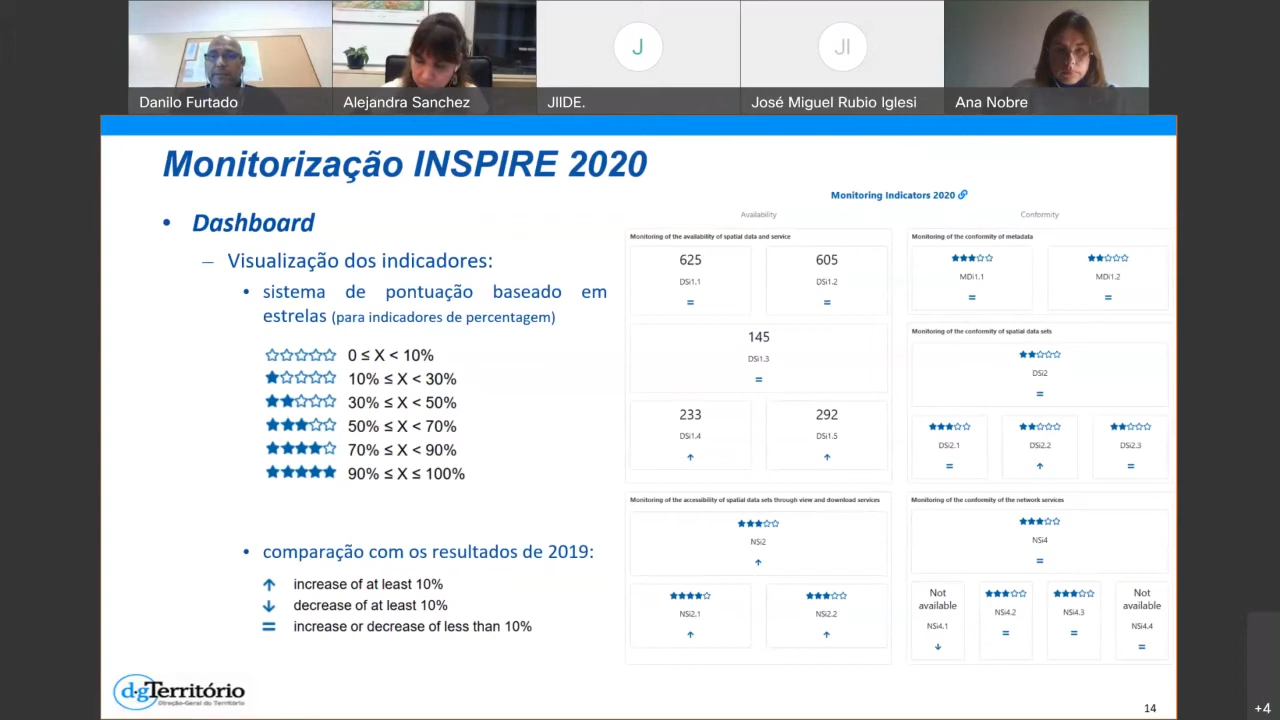 J
JI
Danilo Furtado
Alejandra Sanchez
JIIDE.
José Miguel Rubio Iglesi
Ana Nobre
Monitorização INSPIRE 2020
• Dashboard
– Visualização dos indicadores:
• sistema de pontuação baseado em
estrelas (para indicadores de percentagem)
☆☆☆☆☆ 0 ≤ X < 10%
★☆☆☆☆ 10% ≤ X < 30%
★★☆☆☆ 30% ≤ X < 50%
★★★☆☆ 50% ≤ X < 70%
★★★★☆ 70% ≤ X < 90%
★★★★★ 90% ≤ X ≤ 100%
• comparação com os resultados de 2019:
↑ increase of at least 10%
↓ decrease of at least 10%
= increase or decrease of less than 10%
Monitoring Indicators 2020
Availability
Monitoring of the availability of spatial data and service
625 605
DSi1.1 DSi1.2
= =
145
DSi1.3
=
233 292
DSi1.4 DSi1.5
↑ ↑
Monitoring of the accessibility of spatial data sets through view and download services
★★★☆☆
NSi2
↑
★★★★☆ ★★★☆☆
NSi2.1 NSi2.2
↑ ↑
Conformity
Monitoring of the conformity of metadata
★★★☆☆ ★★☆☆☆
MDi1.1 MDi1.2
= =
Monitoring of the conformity of spatial data sets
★★☆☆☆
DSi2
=
★★★☆☆ ★★☆☆☆ ★★☆☆☆
DSi2.1 DSi2.2 DSi2.3
= ↑ =
Monitoring of the conformity of the network services
★★★☆☆
NSi4
=
Not ★★★☆☆ ★★★☆☆ Not
available NSi4.2 NSi4.3 available
NSi4.1 = = NSi4.4
↓ =
d·gTerritório
Direção-Geral do Território
14
+4